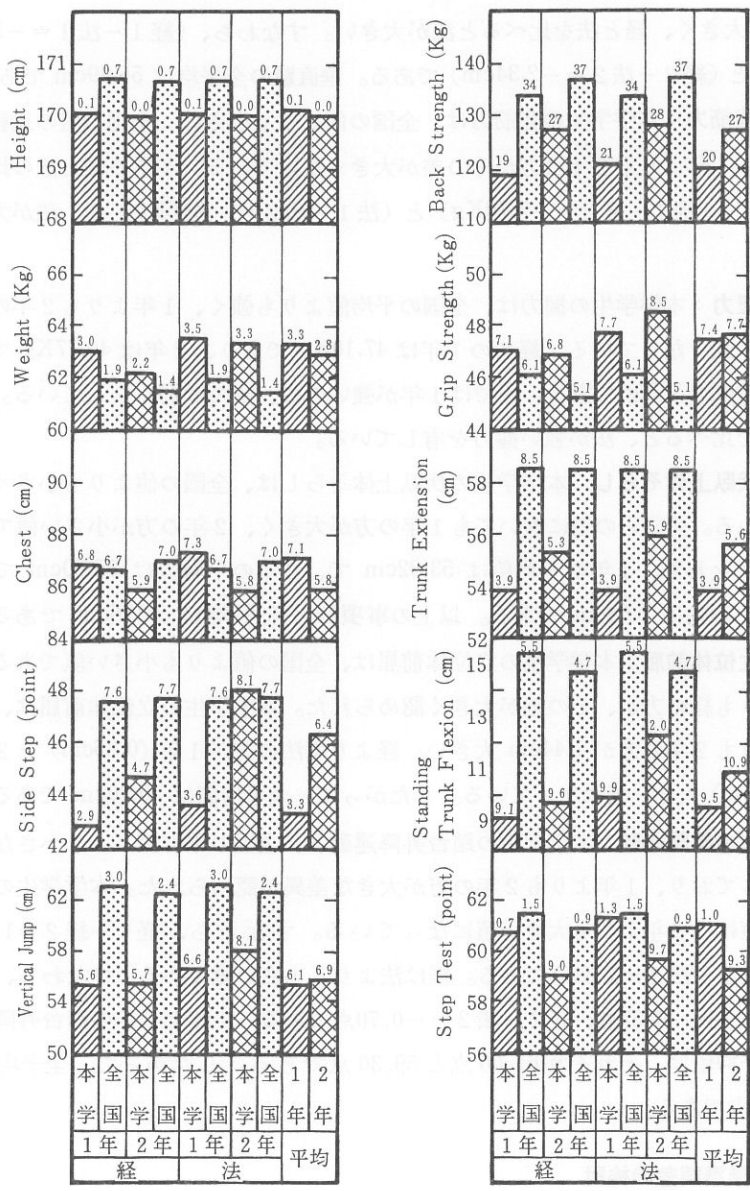 Height (cm)
171
170
169
168
0.1 0.7 0.0 0.7 0.1 0.7 0.0 0.7 0.1 0.0
Weight (Kg)
66
64
62
60
3.0 1.9 2.2 1.4 3.5 1.9 3.3 1.4 3.3 2.8
Chest (cm)
90
88
86
84
6.8 6.7 5.9 7.0 7.3 6.7 5.8 7.0 7.1 5.8
Side Step (point)
48
46
44
42
2.9 7.6 4.7 7.7 3.6 7.6 8.1 7.7 3.3 6.4
Vertical Jump (cm)
62
58
54
50
5.6 3.0 5.7 2.4 6.6 3.0 8.1 2.4 6.1 6.9
本学 全国 本学 全国 本学 全国 本学 全国 1年 2年
1年 2年 1年 2年 平均
経 法
Back Strength (Kg)
140
130
120
110
19 34 27 37 21 34 28 37 20 27
Grip Strength (Kg)
50
48
46
44
7.1 6.1 6.8 5.1 7.7 6.1 8.5 5.1 7.4 7.7
Trunk Extension (cm)
58
56
54
52
3.9 8.5 5.3 8.5 3.9 8.5 5.9 8.5 3.9 5.6
Standing
Trunk Flexion (cm)
15
13
11
9
9.1 5.5 9.6 4.7 9.9 5.5 2.0 4.7 9.5 10.9
Step Test (point)
62
60
58
56
0.7 1.5 9.0 0.9 1.3 1.5 9.7 0.9 1.0 9.3
本学 全国 本学 全国 本学 全国 本学 全国 1年 2年
1年 2年 1年 2年 平均
経 法